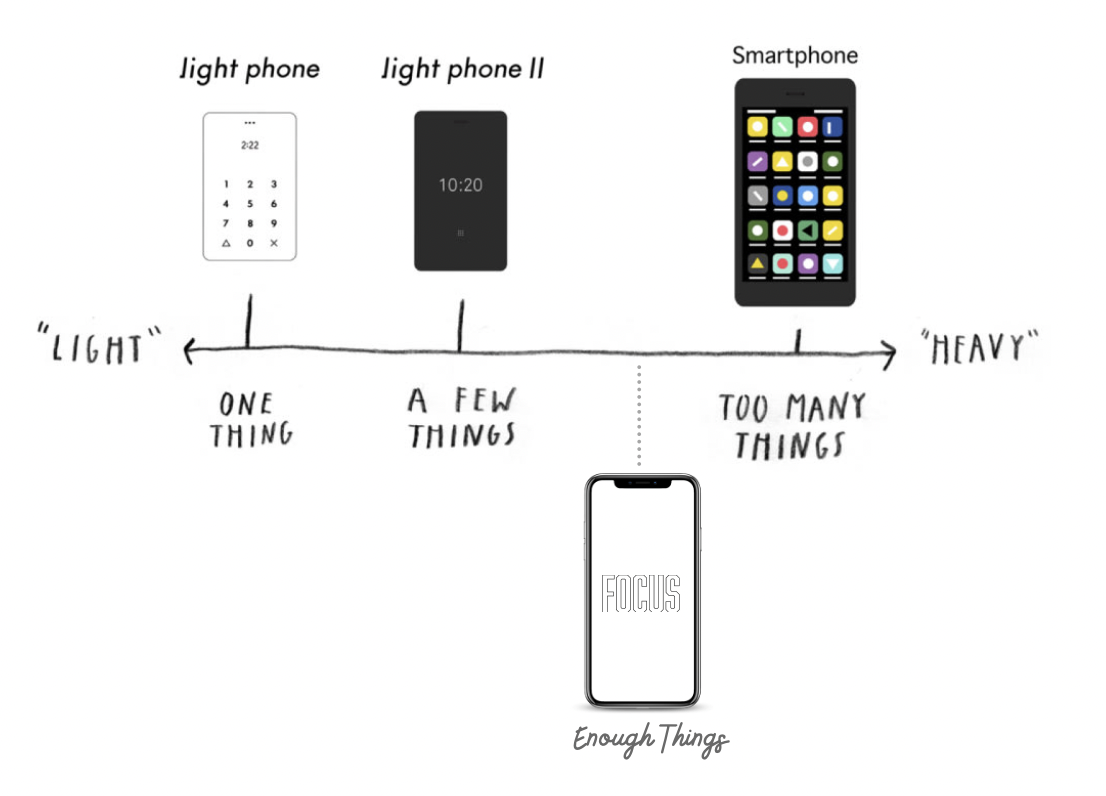 light phone
light phone II
Smartphone
2:22
1 2 3
4 5 6
7 8 9
0 ×
10:20
"LIGHT"
"HEAVY"
ONE
THING
A FEW
THINGS
TOO MANY
THINGS
FOCUS
Enough Things